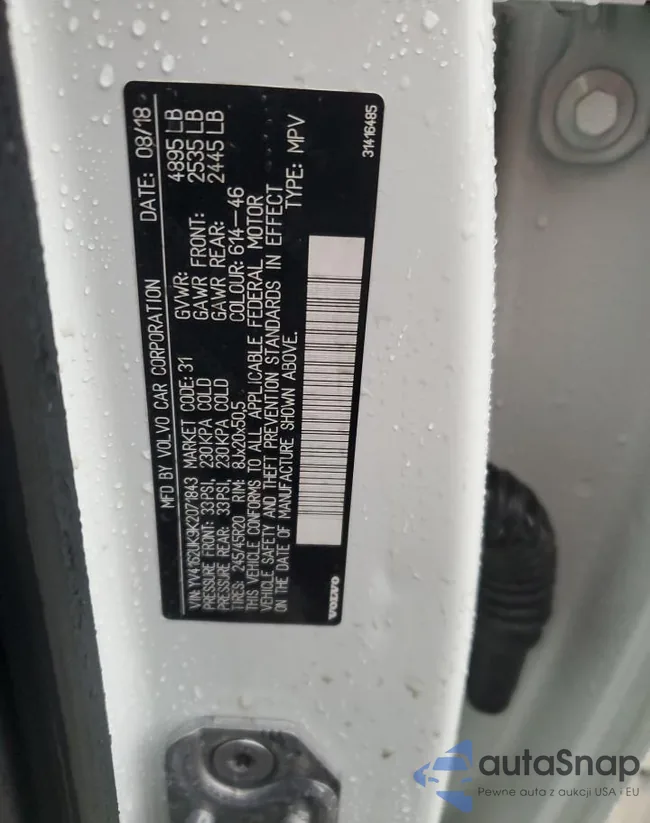 MFD BY VOLVO CAR CORPORATION DATE: 08/18
VIN: YV4162UK9K2071843 MARKET CODE: 31 GVWR: 4895 LB
PRESSURE FRONT: 33PSI, 230KPA COLD GAWR FRONT: 2535 LB
PRESSURE REAR: 33PSI, 230KPA COLD GAWR REAR: 2445 LB
TIRES: 245/45R20 RIM: 8Jx20x50,5 COLOUR: 614-46
THIS VEHICLE CONFORMS TO ALL APPLICABLE FEDERAL MOTOR
VEHICLE SAFETY AND THEFT PREVENTION STANDARDS IN EFFECT
ON THE DATE OF MANUFACTURE SHOWN ABOVE. TYPE: MPV
VOLVO
31416485
autoSnap
Pewne auta z aukcji USA i EU